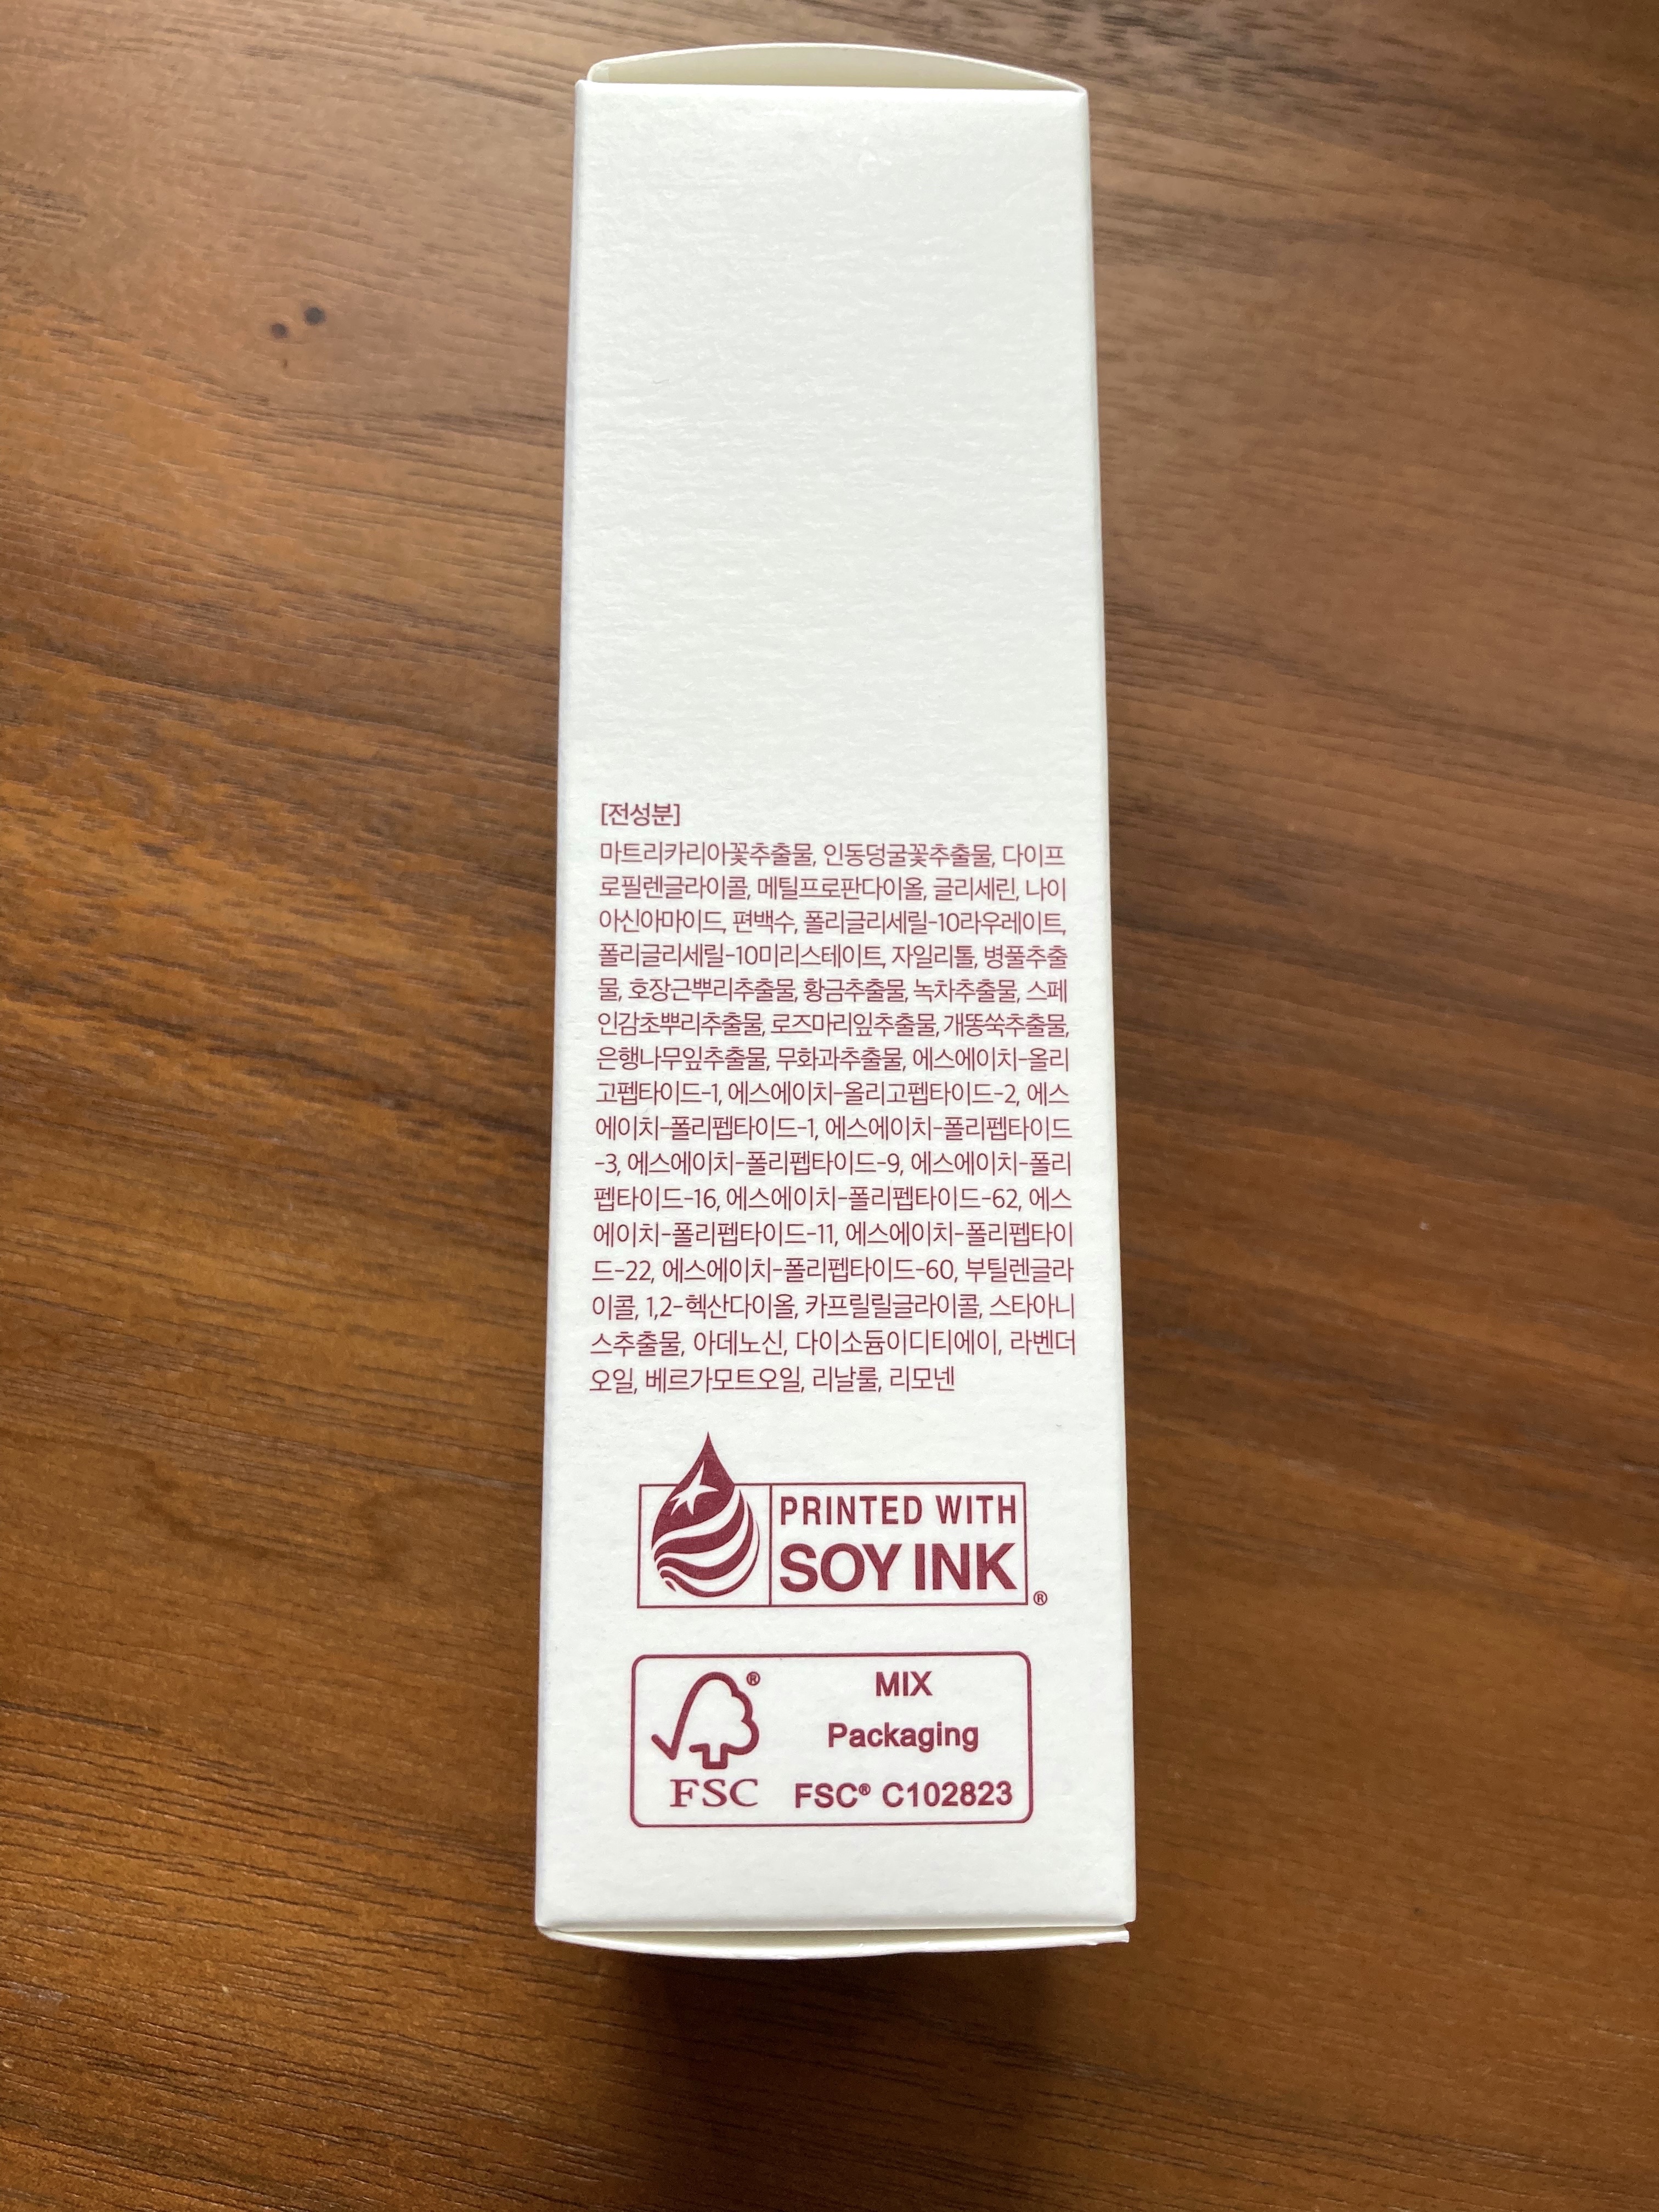 [전성분]
마트리카리아꽃추출물, 인동덩굴꽃추출물, 다이프
로필렌글라이콜, 메틸프로판다이올, 글리세린, 나이
아신아마이드, 편백수, 폴리글리세릴-10라우레이트,
폴리글리세릴-10미리스테이트, 자일리톨, 병풀추출
물, 호장근뿌리추출물, 황금추출물, 녹차추출물, 스페
인감초뿌리추출물, 로즈마리잎추출물, 개똥쑥추출물,
은행나무잎추출물, 무화과추출물, 에스에이치-올리
고펩타이드-1, 에스에이치-올리고펩타이드-2, 에스
에이치-폴리펩타이드-1, 에스에이치-폴리펩타이드
-3, 에스에이치-폴리펩타이드-9, 에스에이치-폴리
펩타이드-16, 에스에이치-폴리펩타이드-62, 에스
에이치-폴리펩타이드-11, 에스에이치-폴리펩타이
드-22, 에스에이치-폴리펩타이드-60, 부틸렌글라
이콜, 1,2-헥산다이올, 카프릴릴글라이콜, 스타아니
스추출물, 아데노신, 다이소듐이디티에이, 라벤더
오일, 베르가모트오일, 리날룰, 리모넨
PRINTED WITH
SOY INK ®
®
FSC
MIX
Packaging
FSC® C102823